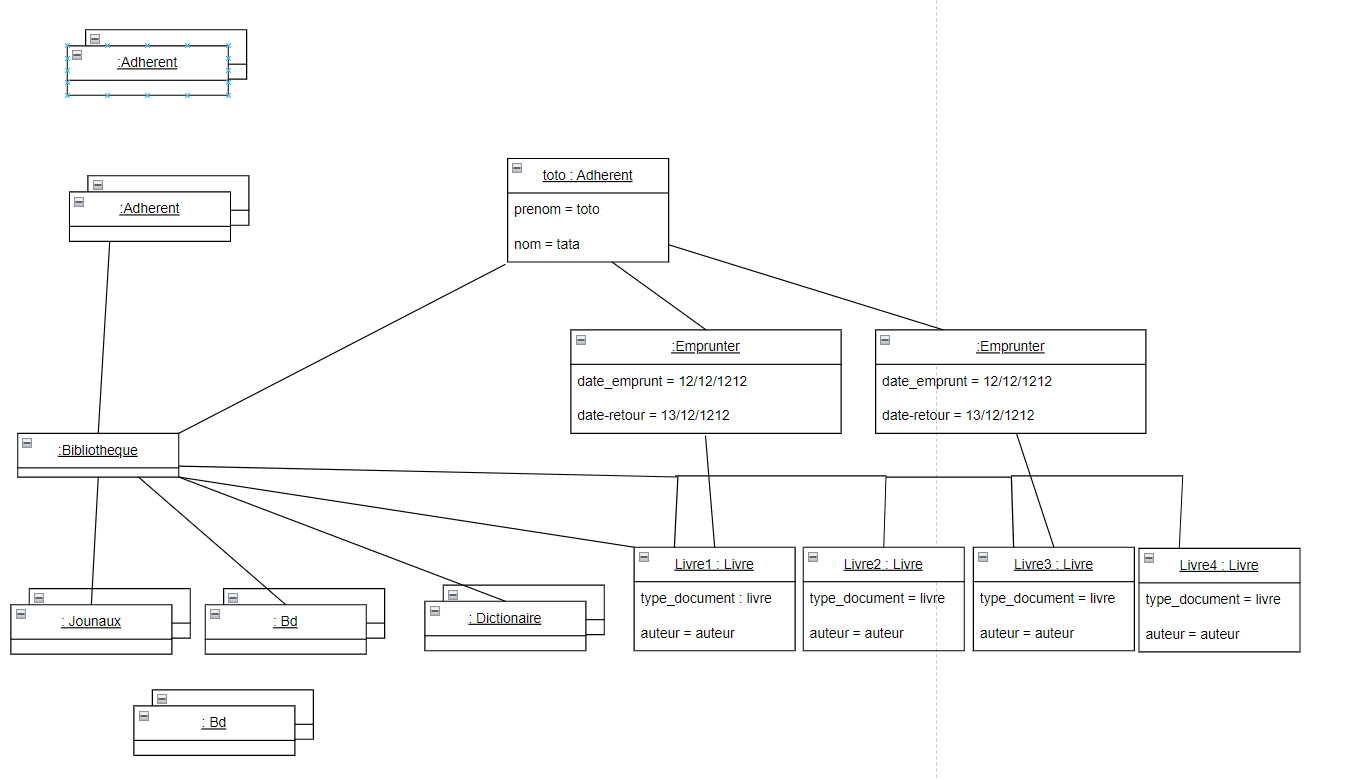 :Adherent
:Adherent
toto : Adherent
prenom = toto
nom = tata
:Emprunter
date_emprunt = 12/12/1212
date-retour = 13/12/1212
:Emprunter
date_emprunt = 12/12/1212
date-retour = 13/12/1212
:Bibliotheque
Livre1 : Livre
type_document : livre
auteur = auteur
Livre2 : Livre
type_document = livre
auteur = auteur
Livre3 : Livre
type_document = livre
auteur = auteur
Livre4 : Livre
type_document = livre
auteur = auteur
: Jounaux
: Bd
: Dictionaire
: Bd